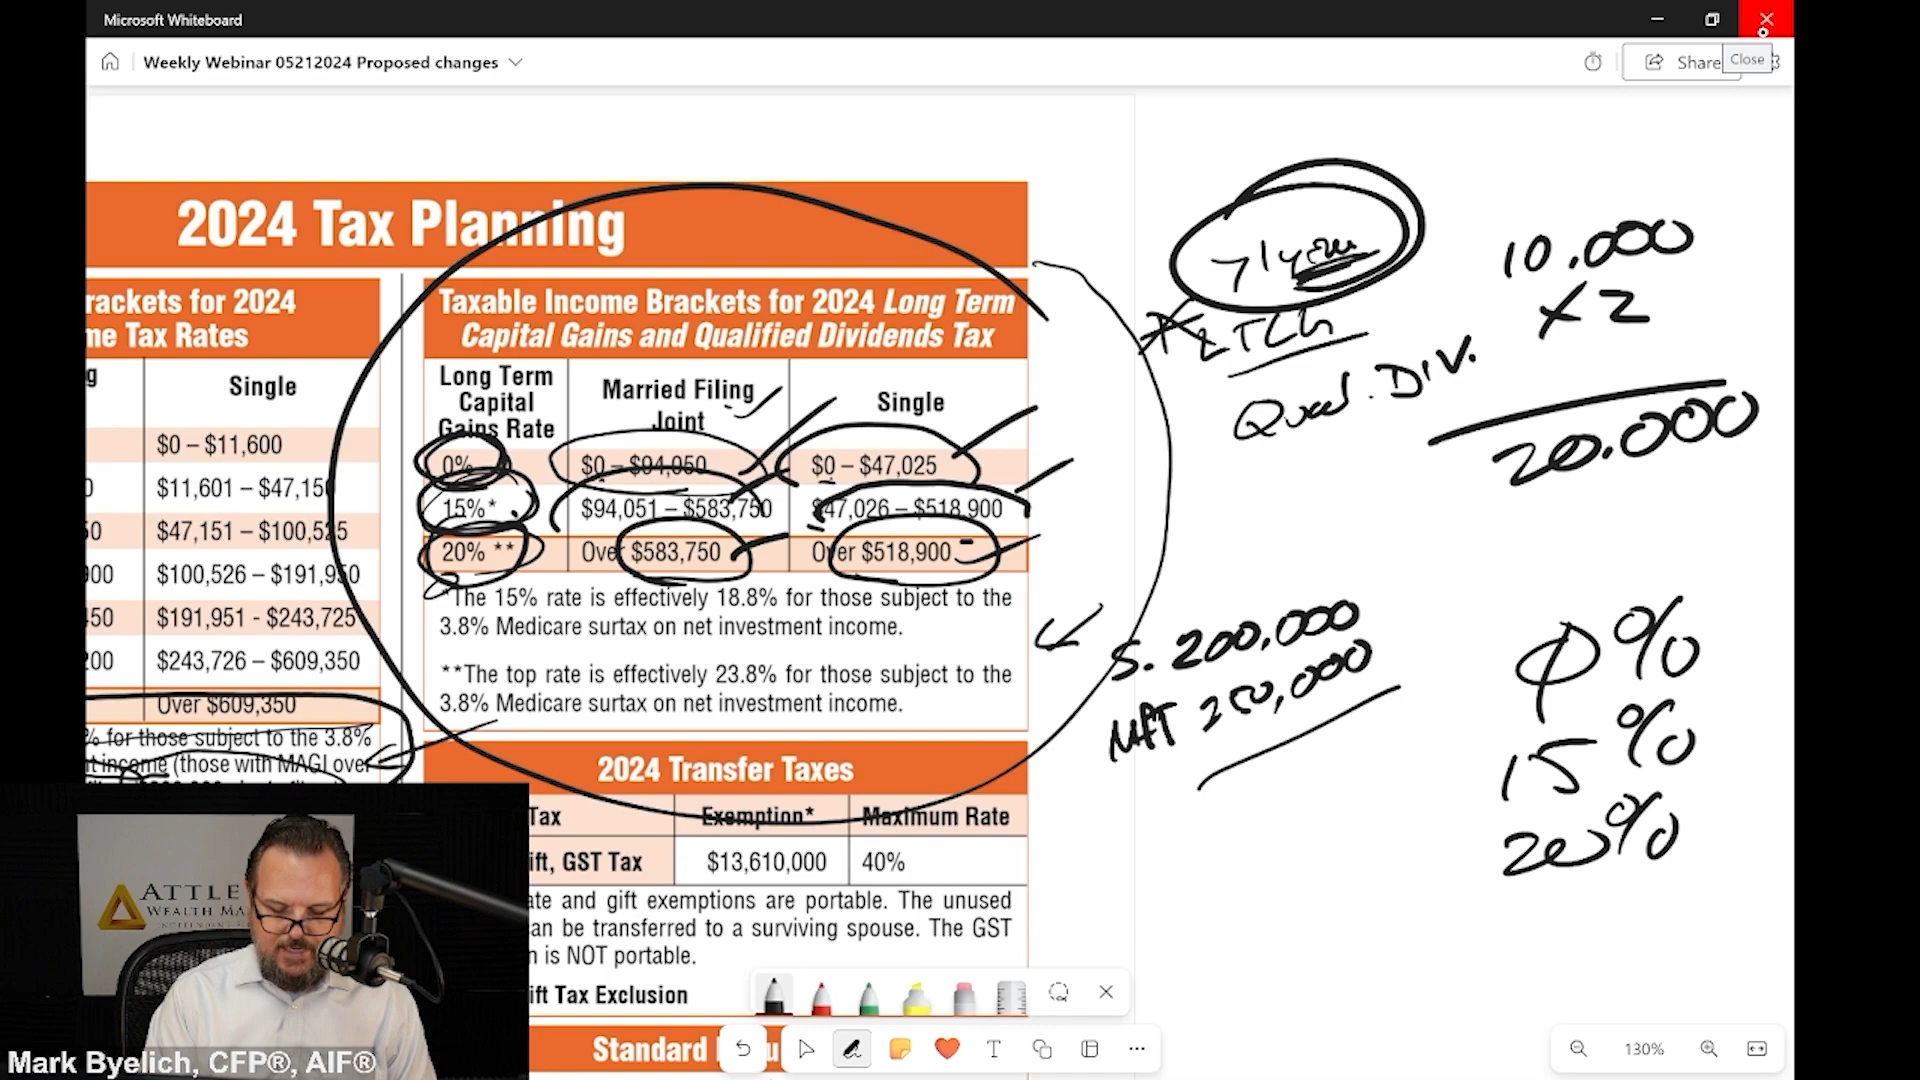 Microsoft Whiteboard
Weekly Webinar 05212024 Proposed changes
Share
Close
2024 Tax Planning
rackets for 2024
me Tax Rates
g
Single
$0 – $11,600
0
$11,601 – $47,150
50
$47,151 – $100,525
900
$100,526 – $191,950
450
$191,951 - $243,725
200
$243,726 – $609,350
Over $609,350
% for those subject to the 3.8%
t income (those with MAGI over
Taxable Income Brackets for 2024 Long Term
Capital Gains and Qualified Dividends Tax
Long Term
Capital
Gains Rate
Married Filing
Joint
Single
0%
$0 – $94,050
$0 – $47,025
15%*
$94,051 – $583,750
$47,026 – $518,900
20% **
Over $583,750
Over $518,900
*The 15% rate is effectively 18.8% for those subject to the
3.8% Medicare surtax on net investment income.
**The top rate is effectively 23.8% for those subject to the
3.8% Medicare surtax on net investment income.
2024 Transfer Taxes
Tax
Exemption*
Maximum Rate
ift, GST Tax
$13,610,000
40%
ate and gift exemptions are portable. The unused
can be transferred to a surviving spouse. The GST
n is NOT portable.
ift Tax Exclusion
Standard
10.000
x 2
20.000
Qual. DIV.
S. 200,000
250,000
0%
15%
20%
ATTLE
WEALTH MA
Mark Byelich, CFP®, AIF®
130%